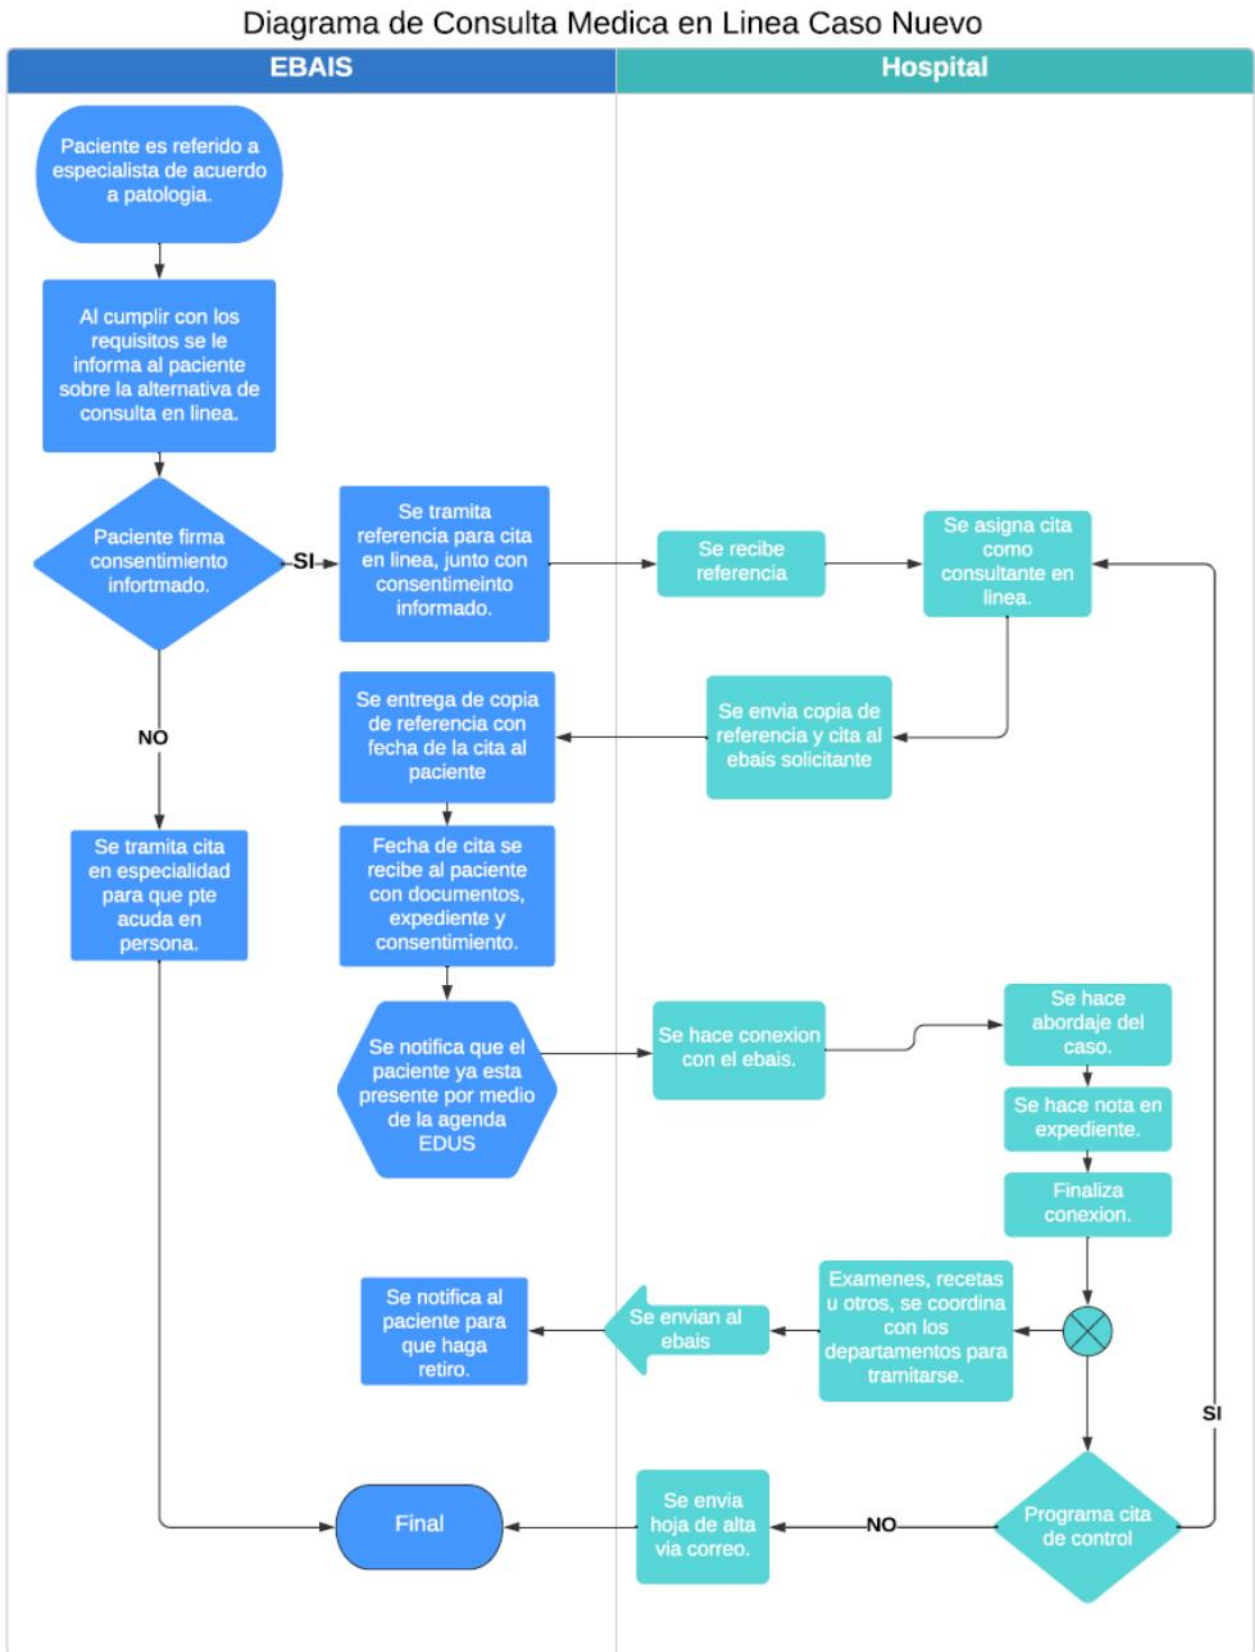 Diagrama de Consulta Medica en Linea Caso Nuevo
EBAIS
Hospital
Paciente es referido a
especialista de acuerdo
a patologia.
Al cumplir con los
requisitos se le
informa al paciente
sobre la alternativa de
consulta en linea.
Paciente firma
consentimiento
infortmado.
SI
Se tramita
referencia para cita
en linea, junto con
consentimeinto
informado.
Se recibe
referencia
Se asigna cita
como
consultante en
linea.
Se envia copia de
referencia y cita al
ebais solicitante
Se entrega de copia
de referencia con
fecha de la cita al
paciente
NO
Se tramita cita
en especialidad
para que pte
acuda en
persona.
Fecha de cita se
recibe al paciente
con documentos,
expediente y
consentimiento.
Se notifica que el
paciente ya esta
presente por medio
de la agenda
EDUS
Se hace conexion
con el ebais.
Se hace
abordaje del
caso.
Se hace nota en
expediente.
Finaliza
conexion.
Examenes, recetas
u otros, se coordina
con los
departamentos para
tramitarse.
Se envian al
ebais
Se notifica al
paciente para
que haga
retiro.
SI
Programa cita
de control
NO
Se envia
hoja de alta
via correo.
Final